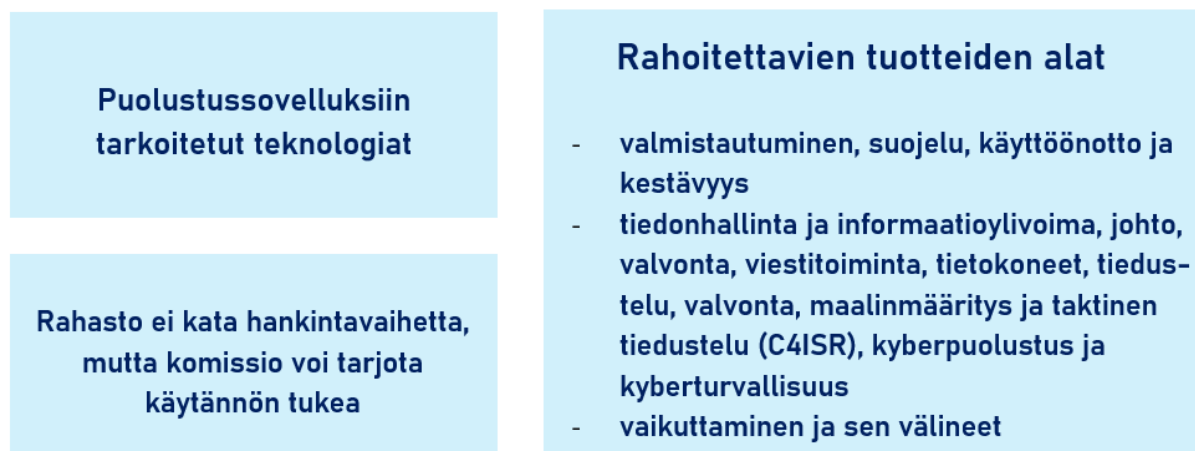 Puolustussovelluksiin
tarkoitetut teknologiat
Rahasto ei kata hankintavaihetta,
mutta komissio voi tarjota
käytännön tukea
Rahoitettavien tuotteiden alat
- valmistautuminen, suojelu, käyttöönotto ja
kestävyys
- tiedonhallinta ja informaatioylivoima, johto,
valvonta, viestitoiminta, tietokoneet, tiedus-
telu, valvonta, maalinmääritys ja taktinen
tiedustelu (C4ISR), kyberpuolustus ja
kyberturvallisuus
- vaikuttaminen ja sen välineet